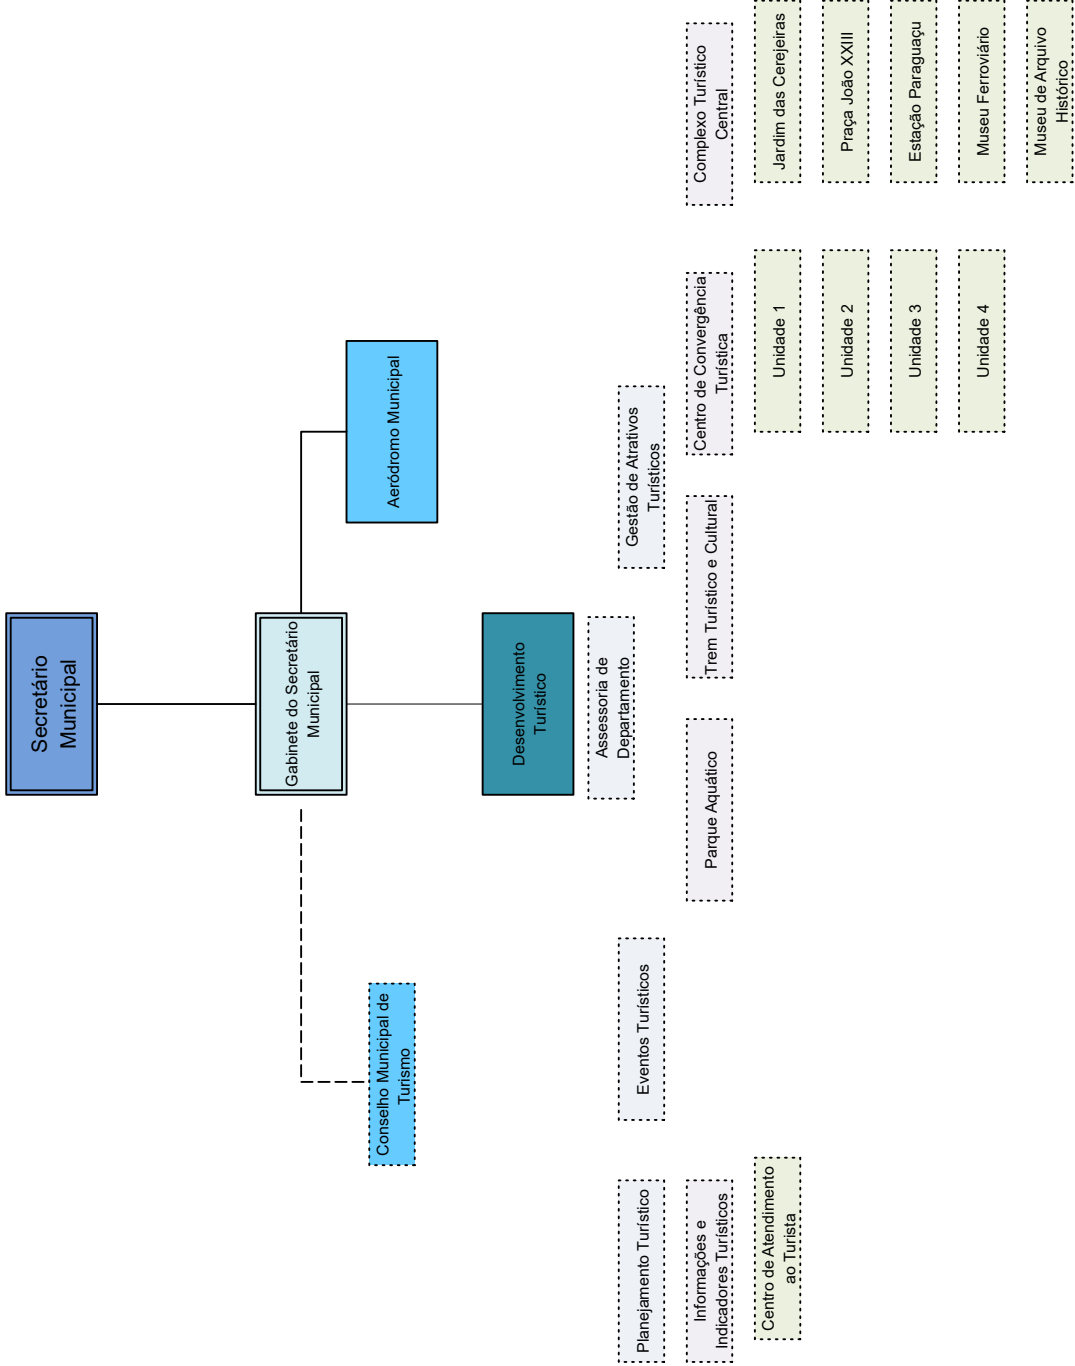 Secretário
Municipal
Gabinete do Secretário
Municipal
Aeródromo Municipal
Conselho Municipal de
Turismo
Desenvolvimento
Turístico
Assessoria de
Departamento
Planejamento Turístico
Eventos Turísticos
Gestão de Atrativos
Turísticos
Informações e
Indicadores Turísticos
Parque Aquático
Trem Turístico e Cultural
Centro de Convergência
Turística
Complexo Turístico
Central
Centro de Atendimento
ao Turista
Unidade 1
Unidade 2
Unidade 3
Unidade 4
Jardim das Cerejeiras
Praça João XXIII
Estação Paraguaçu
Museu Ferroviário
Museu de Arquivo
Histórico